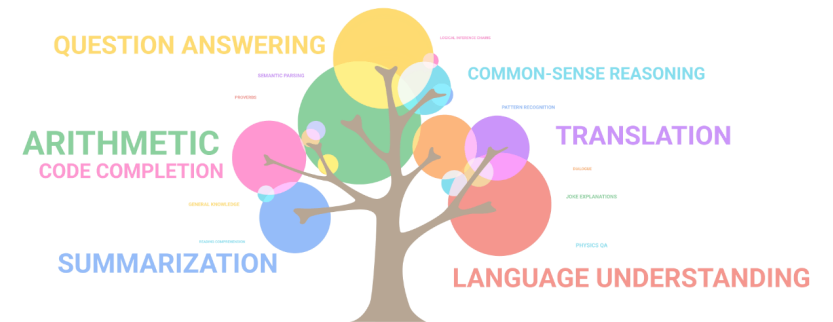 LOGICAL INFERENCE CHAINS
QUESTION ANSWERING
SEMANTIC PARSING
COMMON-SENSE REASONING
PROVERBS
PATTERN RECOGNITION
ARITHMETIC
TRANSLATION
CODE COMPLETION
DIALOGUE
GENERAL KNOWLEDGE
JOKE EXPLANATIONS
READING COMPREHENSION
PHYSICS QA
SUMMARIZATION
LANGUAGE UNDERSTANDING